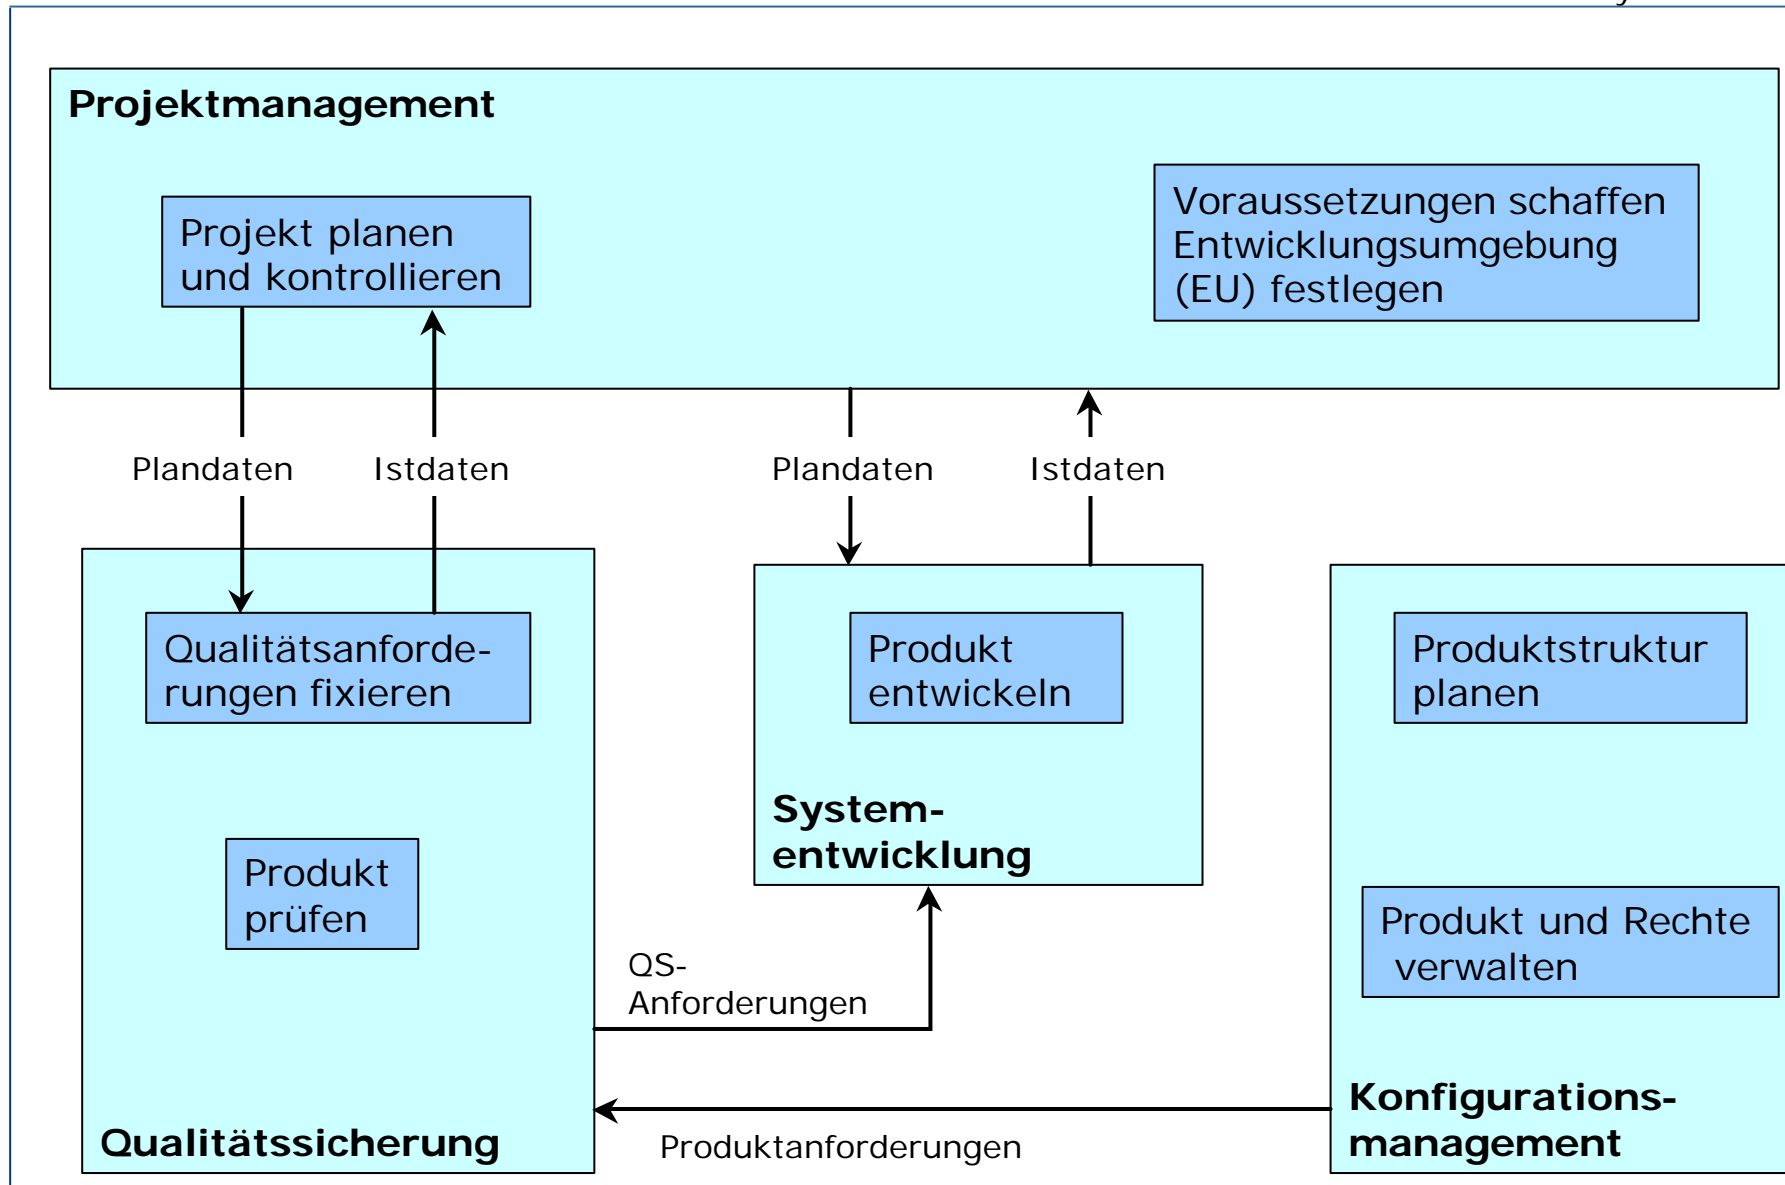 Projektmanagement
Projekt planen
und kontrollieren
Voraussetzungen schaffen
Entwicklungsumgebung
(EU) festlegen
Plandaten
Istdaten
Plandaten
Istdaten
Qualitätsanforde-
rungen fixieren
Produkt
entwickeln
Produktstruktur
planen
System-
entwicklung
Produkt
prüfen
Produkt und Rechte
verwalten
QS-
Anforderungen
Qualitätssicherung
Produktanforderungen
Konfigurations-
management